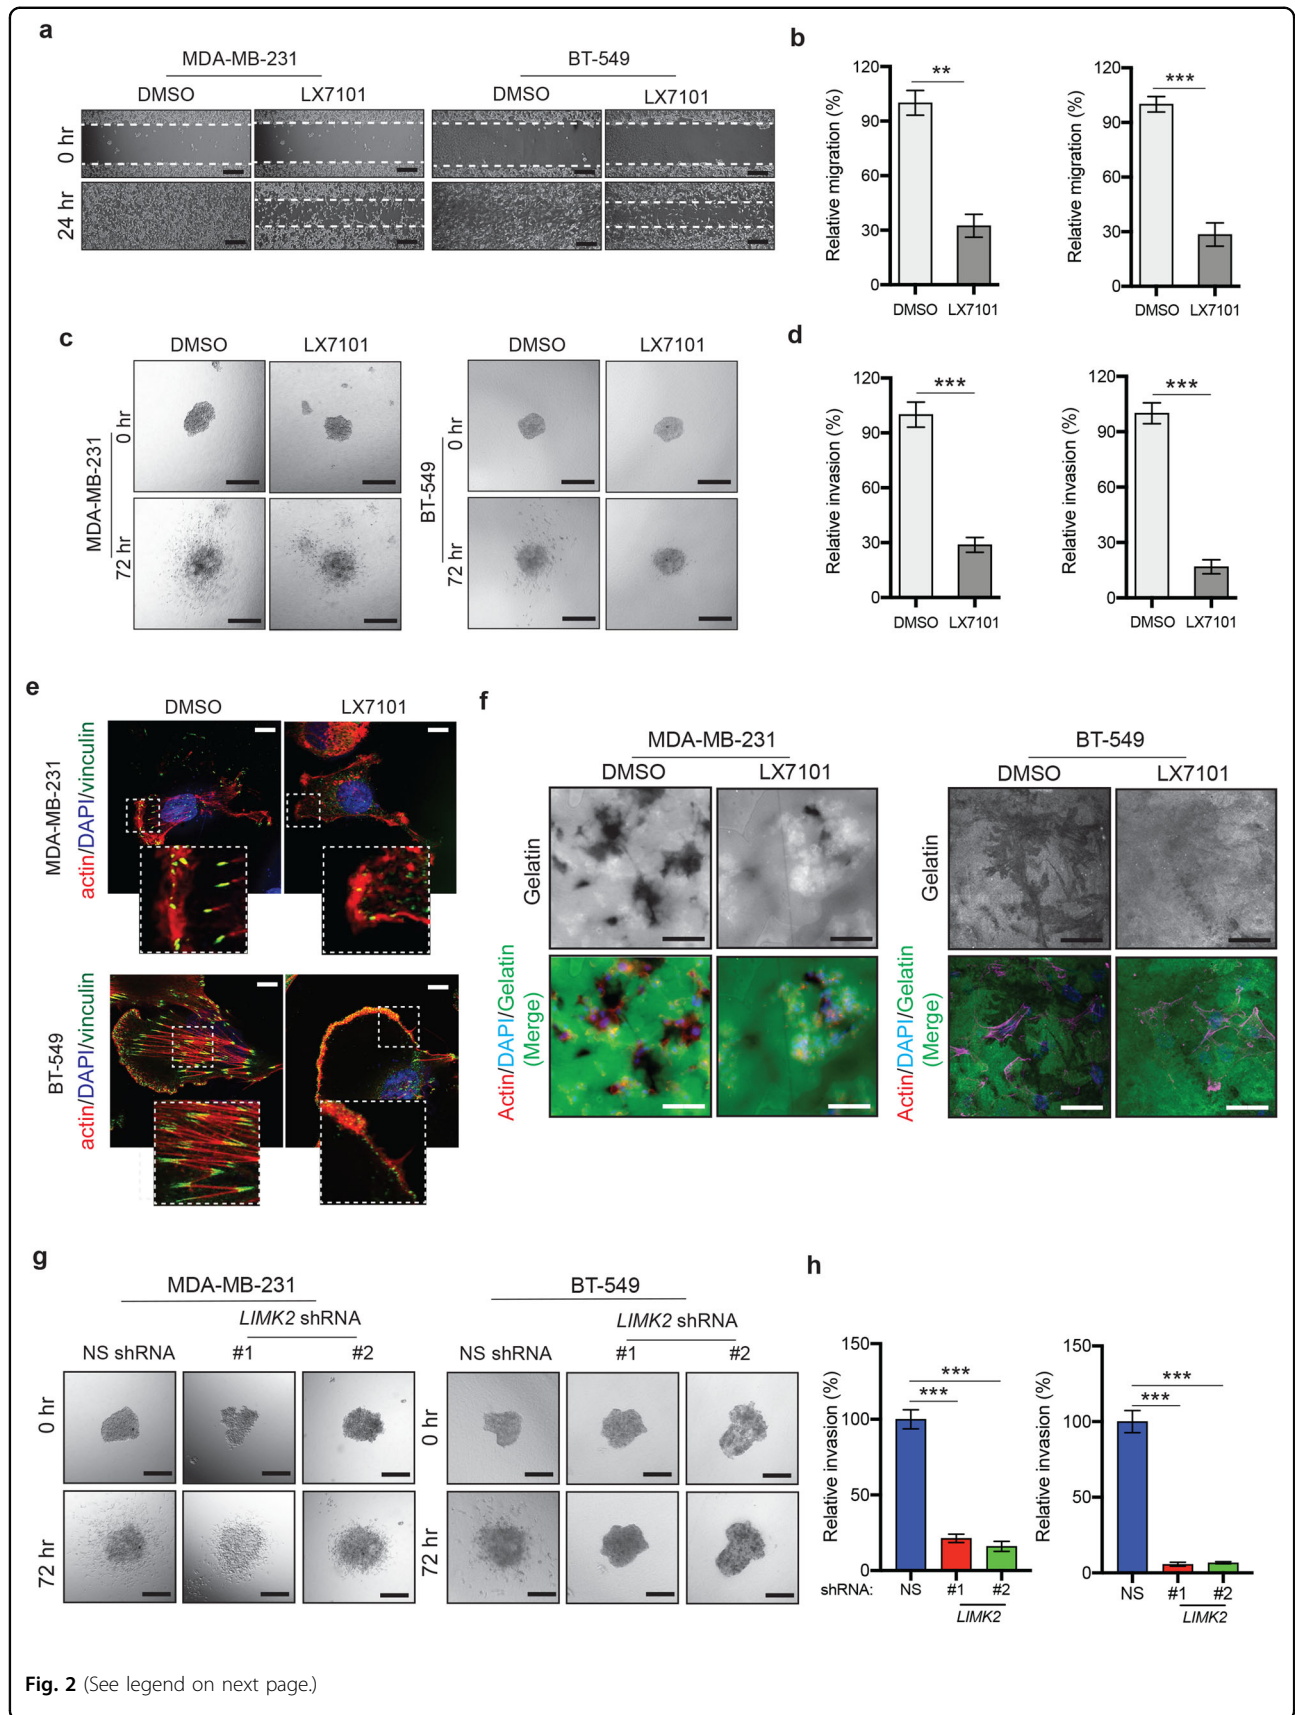 a
MDA-MB-231 BT-549
DMSO LX7101 DMSO LX7101
0 hr
24 hr
b
120
90
60
30
0
Relative migration (%)
**
DMSO LX7101
120
90
60
30
0
Relative migration (%)
***
DMSO LX7101
c
DMSO LX7101 DMSO LX7101
MDA-MB-231
0 hr
72 hr
BT-549
0 hr
72 hr
d
120
90
60
30
0
Relative invasion (%)
***
DMSO LX7101
120
90
60
30
0
Relative invasion (%)
***
DMSO LX7101
e
DMSO LX7101
MDA-MB-231
actin/DAPI/vinculin
BT-549
actin/DAPI/vinculin
f
MDA-MB-231 BT-549
DMSO LX7101 DMSO LX7101
Gelatin
Actin/DAPI/Gelatin
(Merge)
Gelatin
Actin/DAPI/Gelatin
(Merge)
g
MDA-MB-231 BT-549
LIMK2 shRNA LIMK2 shRNA
NS shRNA #1 #2 NS shRNA #1 #2
0 hr
72 hr
0 hr
72 hr
h
150
100
50
0
Relative invasion (%)
***
***
shRNA: NS #1 #2
LIMK2
150
100
50
0
Relative invasion (%)
***
***
NS #1 #2
LIMK2
Fig. 2 (See legend on next page.)